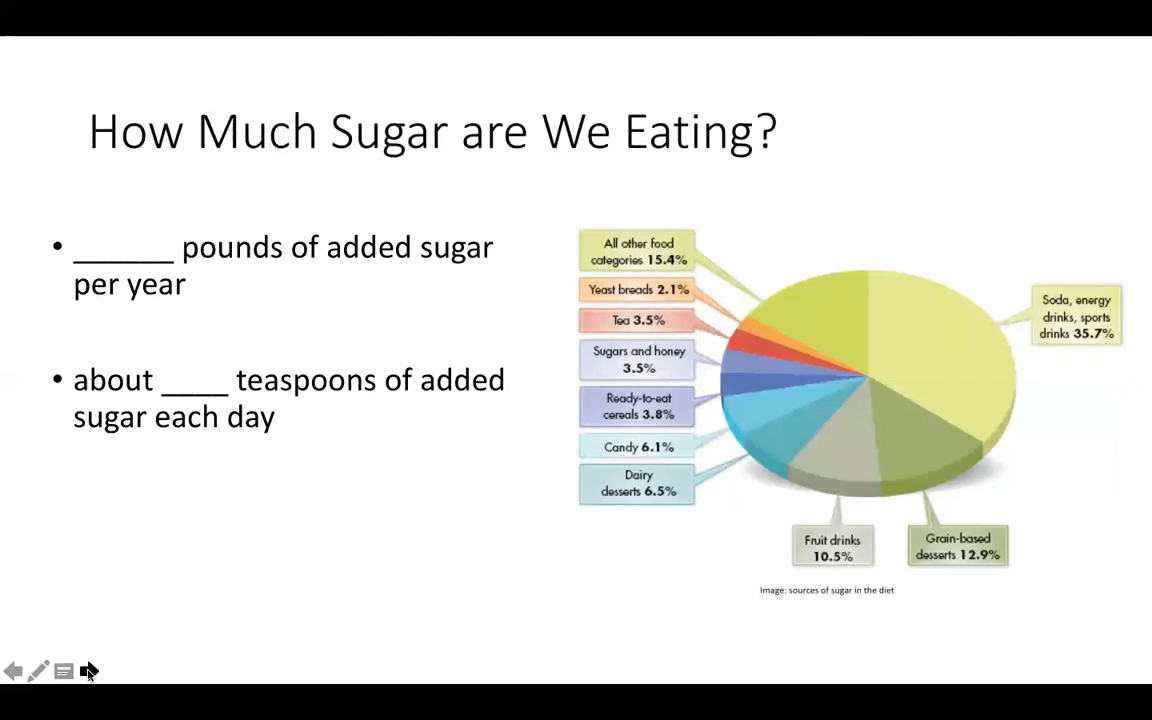 How Much Sugar are We Eating?
• ______ pounds of added sugar
per year
• about ____ teaspoons of added
sugar each day
All other food
categories 15.4%
Yeast breads 2.1%
Tea 3.5%
Sugars and honey
3.5%
Ready-to-eat
cereals 3.8%
Candy 6.1%
Dairy
desserts 6.5%
Soda, energy
drinks, sports
drinks 35.7%
Fruit drinks
10.5%
Grain-based
desserts 12.9%
Image: sources of sugar in the diet